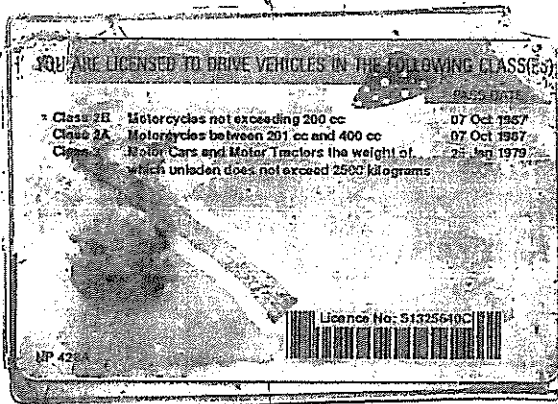 YOU ARE LICENSED TO DRIVE VEHICLES IN THE FOLLOWING CLASS(ES)
PASS DATE
Class 2B Motorcycles not exceeding 200 cc 07 Oct 1987
Class 2A Motorcycles between 201 cc and 400 cc 07 Oct 1987
Class 3 Motor Cars and Motor Tractors the weight of Jan 1979
which unladen does not exceed 2500 kilograms
Licence No: S1325640C
NP 428A